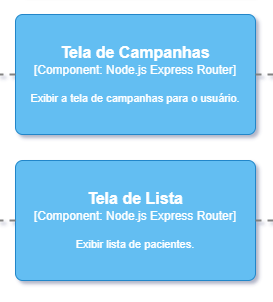 Tela de Campanhas
[Component: Node.js Express Router]
Exibir a tela de campanhas para o usuário.
Tela de Lista
[Component: Node.js Express Router]
Exibir lista de pacientes.